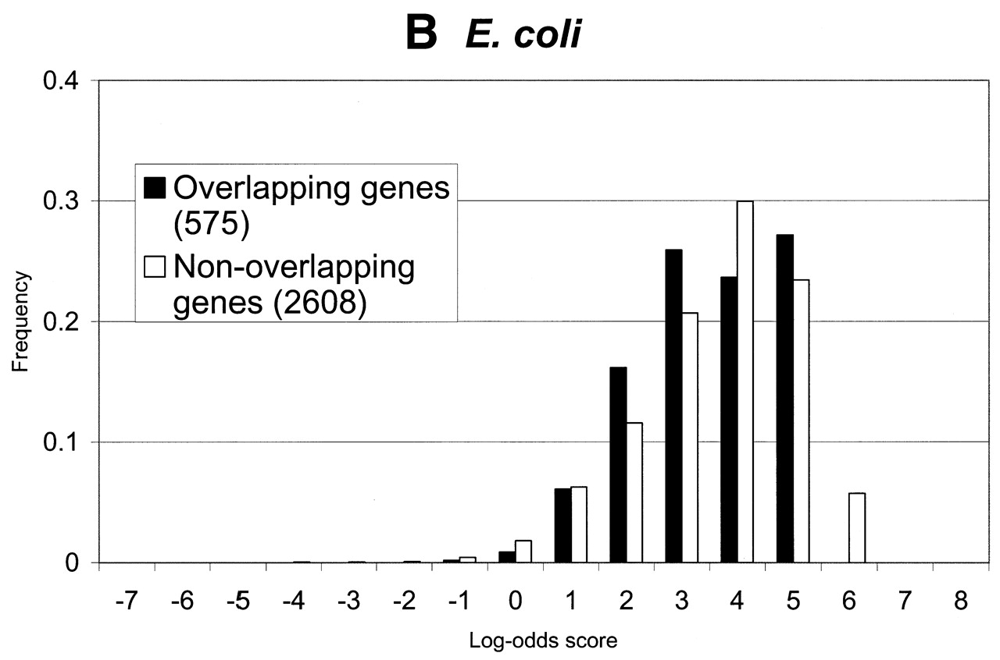 B E. coli
0.4
0.3
0.2
0.1
0
Frequency
Overlapping genes
(575)
Non-overlapping
genes (2608)
-7 -6 -5 -4 -3 -2 -1 0 1 2 3 4 5 6 7 8
Log-odds score